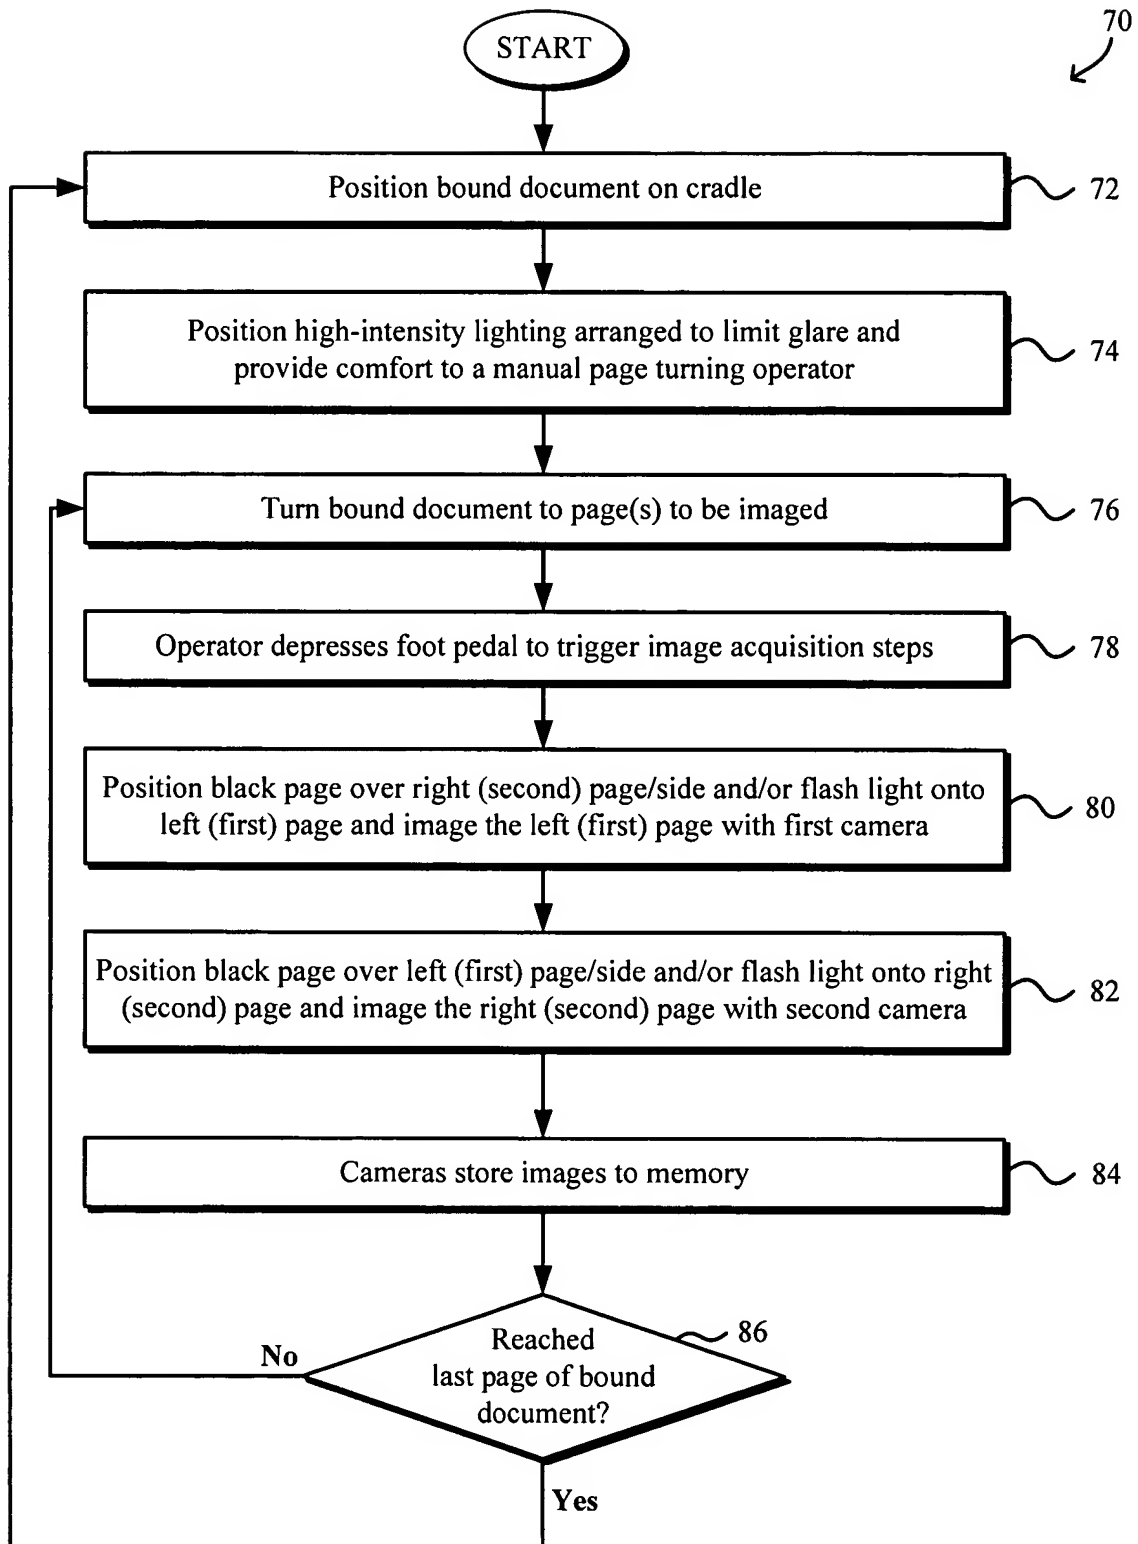 70
START
Position bound document on cradle
72
Position high-intensity lighting arranged to limit glare and
provide comfort to a manual page turning operator
74
Turn bound document to page(s) to be imaged
76
Operator depresses foot pedal to trigger image acquisition steps
78
Position black page over right (second) page/side and/or flash light onto
left (first) page and image the left (first) page with first camera
80
Position black page over left (first) page/side and/or flash light onto right
(second) page and image the right (second) page with second camera
82
Cameras store images to memory
84
86
Reached
last page of bound
document?
No
Yes